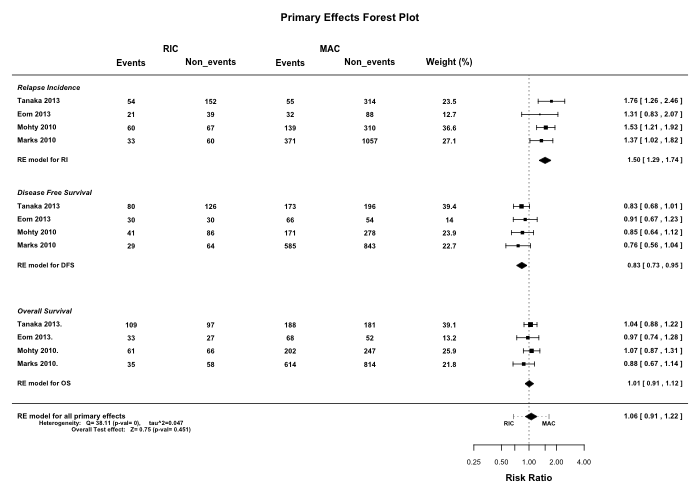 Primary Effects Forest Plot
RIC MAC
Events Non_events Events Non_events Weight (%)
Relapse Incidence
Tanaka 2013 54 152 55 314 23.5 1.76 [ 1.26 , 2.46 ]
Eom 2013 21 39 32 88 12.7 1.31 [ 0.83 , 2.07 ]
Mohty 2010 60 67 139 310 36.6 1.53 [ 1.21 , 1.92 ]
Marks 2010 33 60 371 1057 27.1 1.37 [ 1.02 , 1.82 ]
RE model for RI 1.50 [ 1.29 , 1.74 ]
Disease Free Survival
Tanaka 2013 80 126 173 196 39.4 0.83 [ 0.68 , 1.01 ]
Eom 2013 30 30 66 54 14 0.91 [ 0.67 , 1.23 ]
Mohty 2010 41 86 171 278 23.9 0.85 [ 0.64 , 1.12 ]
Marks 2010 29 64 585 843 22.7 0.76 [ 0.56 , 1.04 ]
RE model for DFS 0.83 [ 0.73 , 0.95 ]
Overall Survival
Tanaka 2013. 109 97 188 181 39.1 1.04 [ 0.88 , 1.22 ]
Eom 2013. 33 27 68 52 13.2 0.97 [ 0.74 , 1.28 ]
Mohty 2010. 61 66 202 247 25.9 1.07 [ 0.87 , 1.31 ]
Marks 2010. 35 58 614 814 21.8 0.88 [ 0.67 , 1.14 ]
RE model for OS 1.01 [ 0.91 , 1.12 ]
RE model for all primary effects 1.06 [ 0.91 , 1.22 ]
Heterogeneity: Q= 38.11 (p-val= 0), tau^2=0.047
RIC MAC
Overall Test effect: Z= 0.75 (p-val= 0.451)
0.25 0.50 1.00 2.00 4.00
Risk Ratio